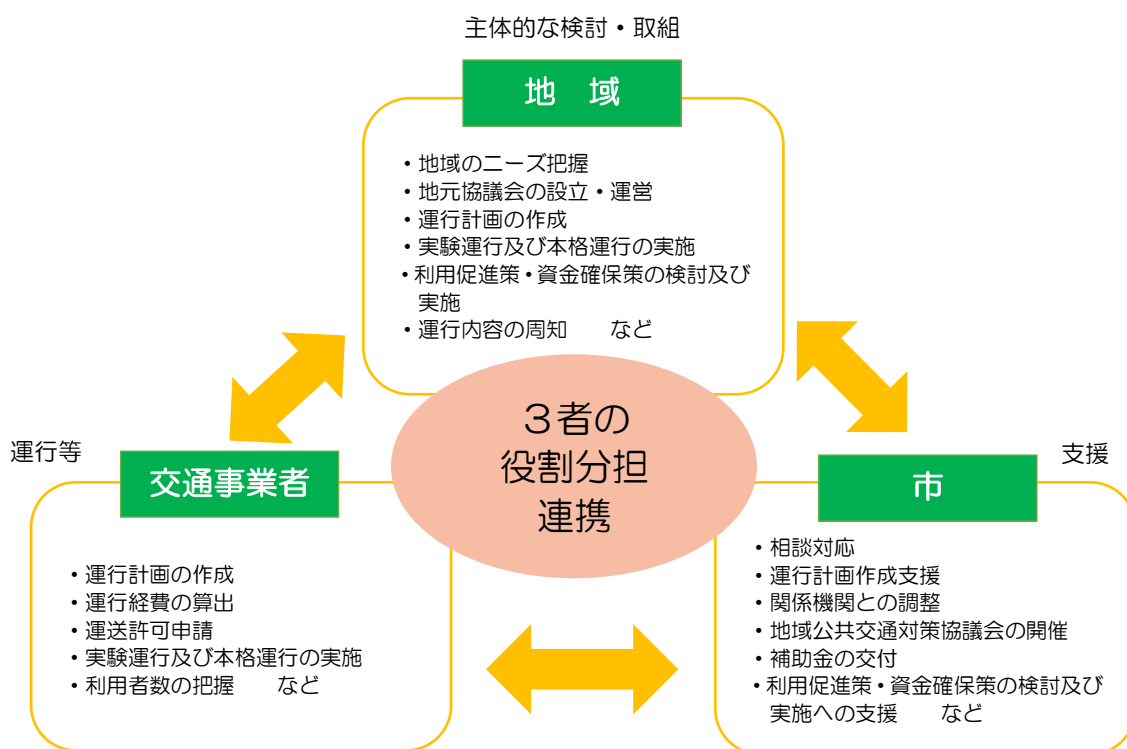 主体的な検討・取組
地　域
・地域のニーズ把握
・地元協議会の設立・運営
・運行計画の作成
・実験運行及び本格運行の実施
・利用促進策・資金確保策の検討及び
実施
・運行内容の周知　　など
３者の
役割分担
連携
運行等
交通事業者
・運行計画の作成
・運行経費の算出
・運送許可申請
・実験運行及び本格運行の実施
・利用者数の把握　　など
支援
市
・相談対応
・運行計画作成支援
・関係機関との調整
・地域公共交通対策協議会の開催
・補助金の交付
・利用促進策・資金確保策の検討及び
実施への支援　　など